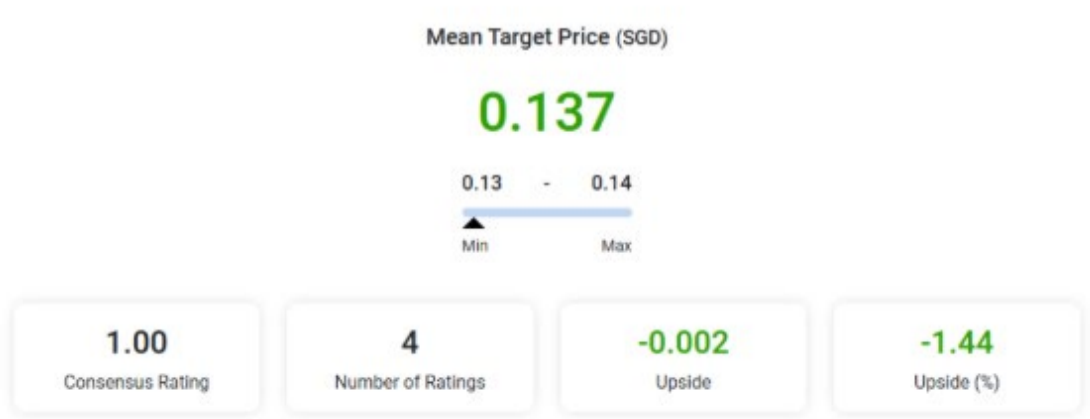 Mean Target Price (SGD)
0.137
0.13 - 0.14
Min Max
1.00 4 -0.002 -1.44
Consensus Rating Number of Ratings Upside Upside (%)